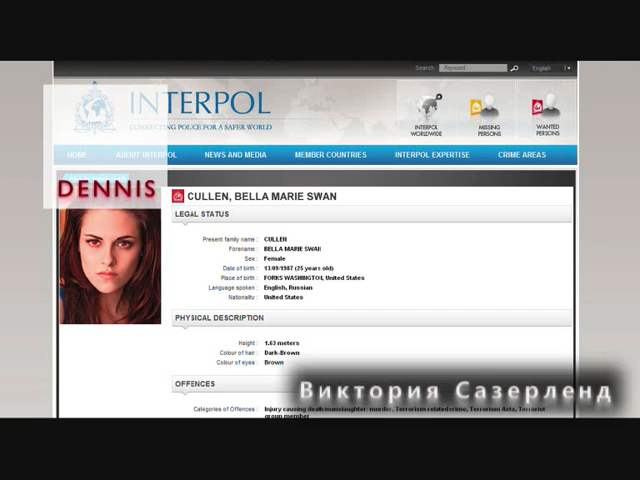 Search : Keyword English
INTERPOL
CONNECTING POLICE FOR A SAFER WORLD
INTERPOL WORLDWIDE
MISSING PERSONS
WANTED PERSONS
HOME ABOUT INTERPOL NEWS AND MEDIA MEMBER COUNTRIES INTERPOL EXPERTISE CRIME AREAS
DENNIS
CULLEN, BELLA MARIE SWAN
LEGAL STATUS
Present family name : CULLEN
Forename : BELLA MARIE SWAN
Sex : Female
Date of birth : 13/09/1987 (25 years old)
Place of birth : FORKS WASHINGTON, United States
Language spoken : English, Russian
Nationality : United States
PHYSICAL DESCRIPTION
Height : 1.63 meters
Colour of hair : Dark-Brown
Colour of eyes : Brown
OFFENCES
Виктория Сазерленд
Categories of Offences : Injury causing death manslaughter: murder, Terrorism related crime, Terrorism Acts, Terrorist
group member